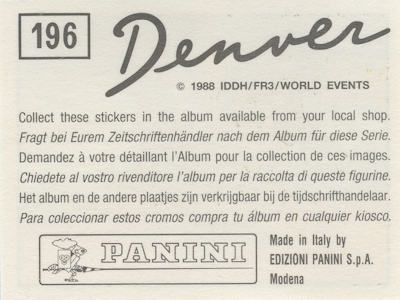 196
Denver
© 1988 IDDH/FR3/WORLD EVENTS
Collect these stickers in the album available from your local shop.
Fragt bei Eurem Zeitschriftenhändler nach dem Album für diese Serie.
Demandez à votre détaillant l'Album pour la collection de ces images.
Chiedete al vostro rivenditore l'album per la raccolta di queste figurine.
Het album en de andere plaatjes zijn verkrijgbaar bij de tijdschrifthandelaar.
Para coleccionar estos cromos compra tu álbum en cualquier kiosco.
PANINI
Made in Italy by
EDIZIONI PANINI S.p.A.
Modena